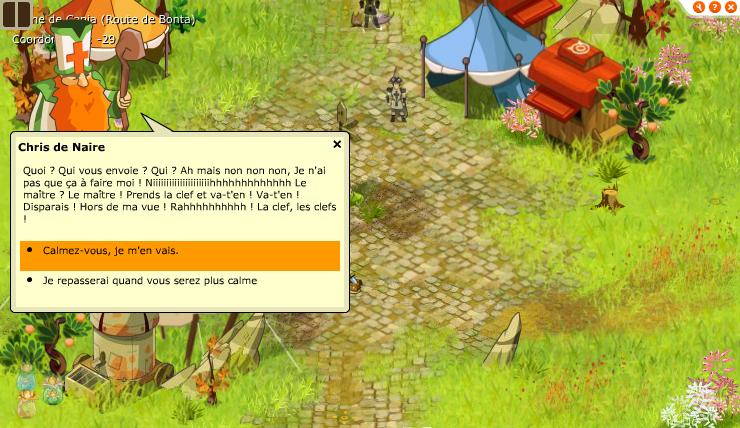 de Cania (Route de Bonta)
-29
Chris de Naire
Quoi ? Qui vous envoie ? Qui ? Ah mais non non non, Je n'ai
pas que ça à faire moi ! Niiiiiiiiiiiiiiiiiiiiihhhhhhhhhhhhh Le
maître ? Le maître ! Prends la clef et va-t'en ! Va-t'en !
Disparais ! Hors de ma vue ! Rahhhhhhhhhh ! La clef, les clefs
!
Calmez-vous, je m'en vais.
Je repasserai quand vous serez plus calme